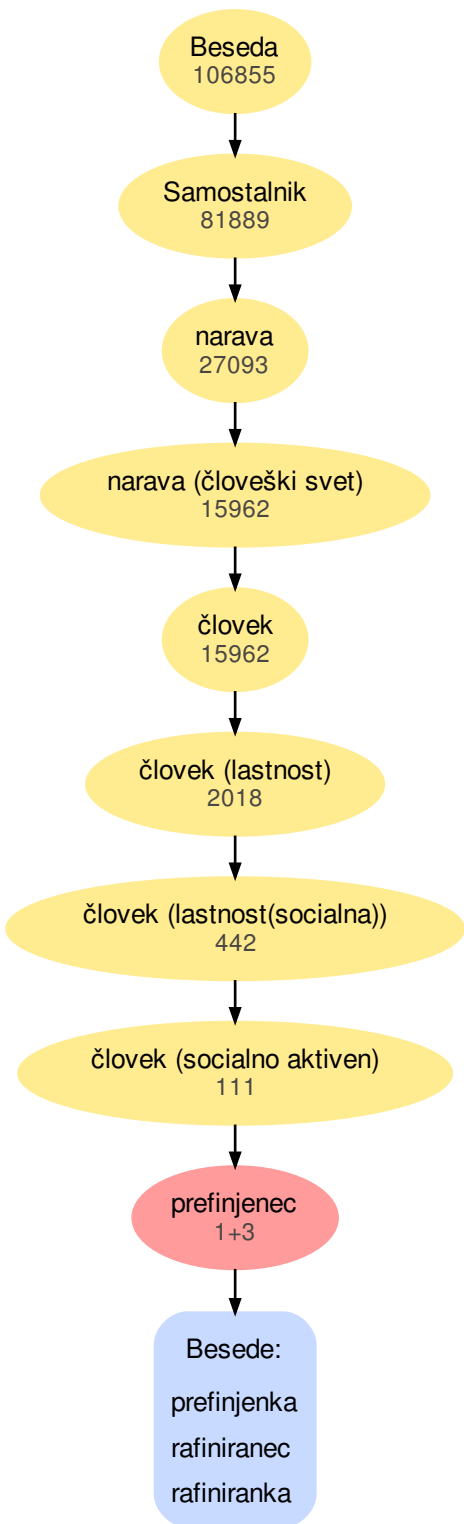 Beseda
106855
Samostalnik
81889
narava
27093
narava (človeški svet)
15962
človek
15962
človek (lastnost)
2018
človek (lastnost(socialna))
442
človek (socialno aktiven)
111
prefinjenec
1+3
Besede:
prefinjenka
rafiniranec
rafiniranka